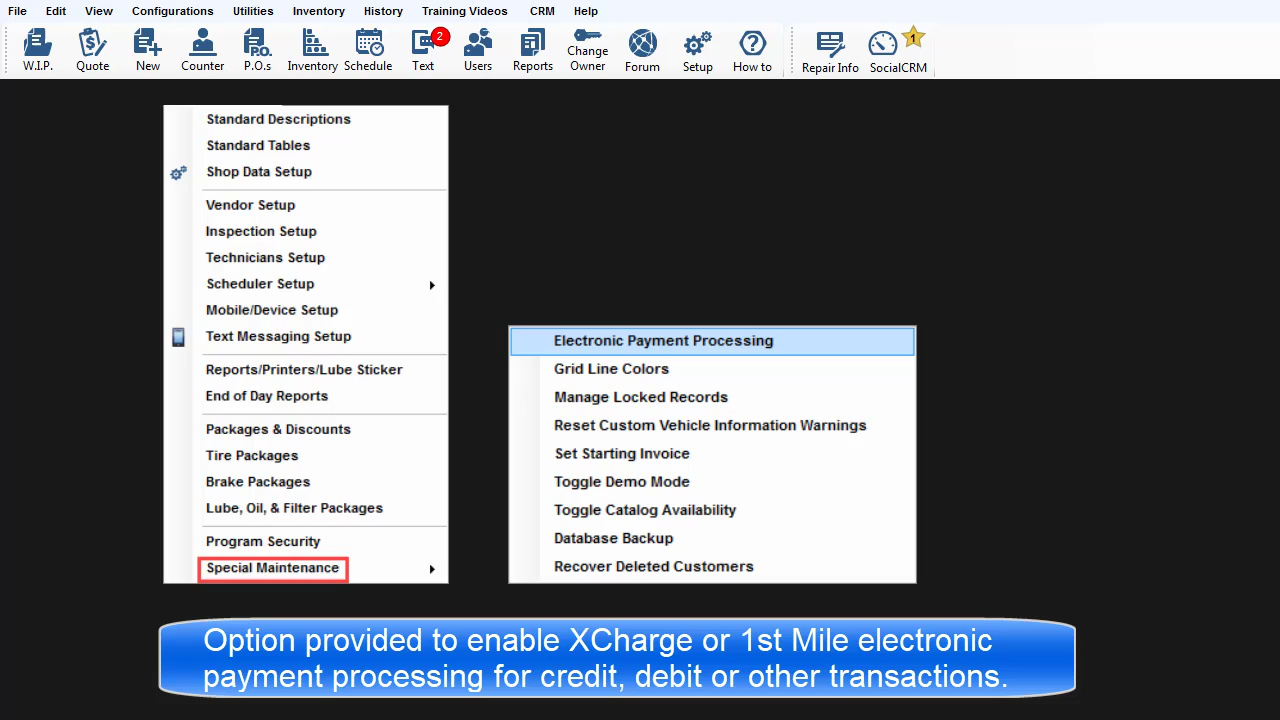 File Edit View Configurations Utilities Inventory History Training Videos CRM Help
2 1
W.I.P. Quote New Counter P.O.s Inventory Schedule Text Users Reports Change Owner Forum Setup How to Repair Info SocialCRM
Standard Descriptions
Standard Tables
Shop Data Setup
Vendor Setup
Inspection Setup
Technicians Setup
Scheduler Setup
Mobile/Device Setup
Text Messaging Setup
Reports/Printers/Lube Sticker
End of Day Reports
Packages & Discounts
Tire Packages
Brake Packages
Lube, Oil, & Filter Packages
Program Security
Special Maintenance
Electronic Payment Processing
Grid Line Colors
Manage Locked Records
Reset Custom Vehicle Information Warnings
Set Starting Invoice
Toggle Demo Mode
Toggle Catalog Availability
Database Backup
Recover Deleted Customers
Option provided to enable XCharge or 1st Mile electronic
payment processing for credit, debit or other transactions.